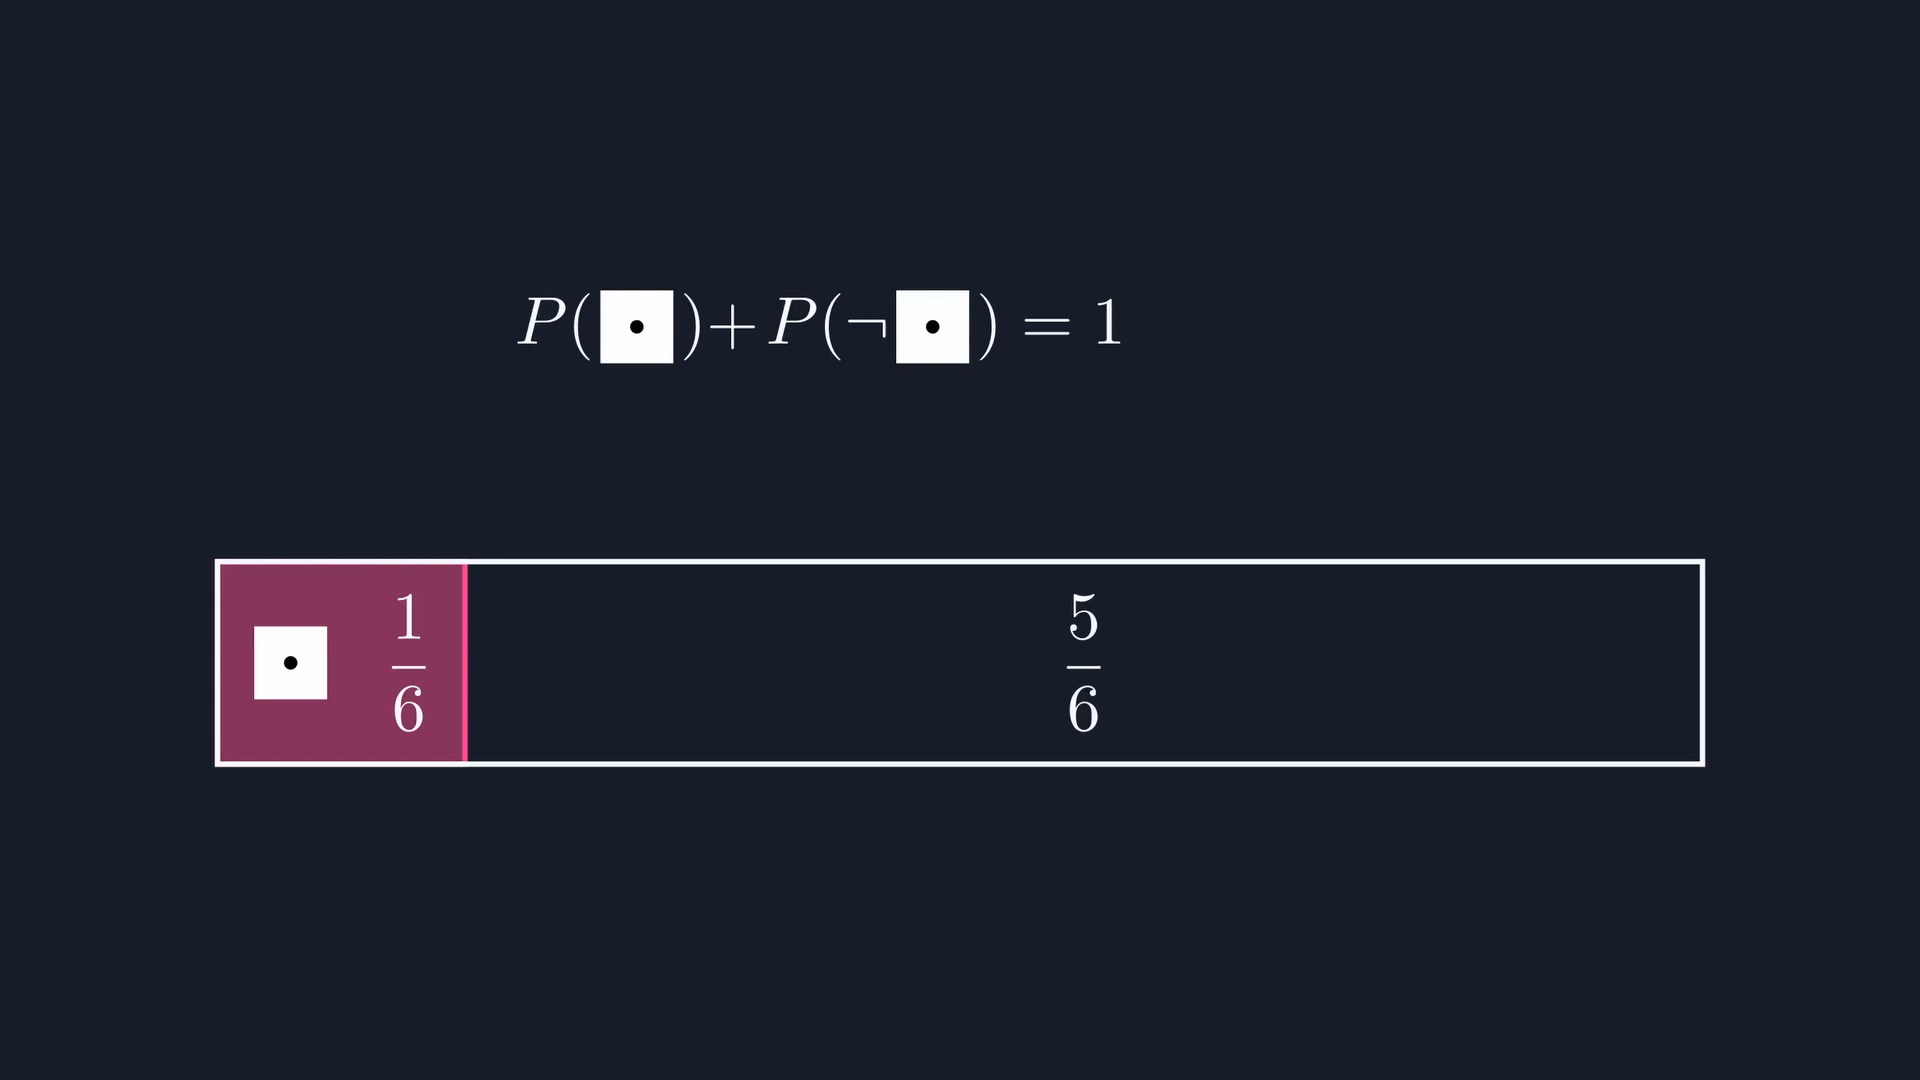 P(⚀)+P(¬⚀) = 1
⚀ 1/6 5/6